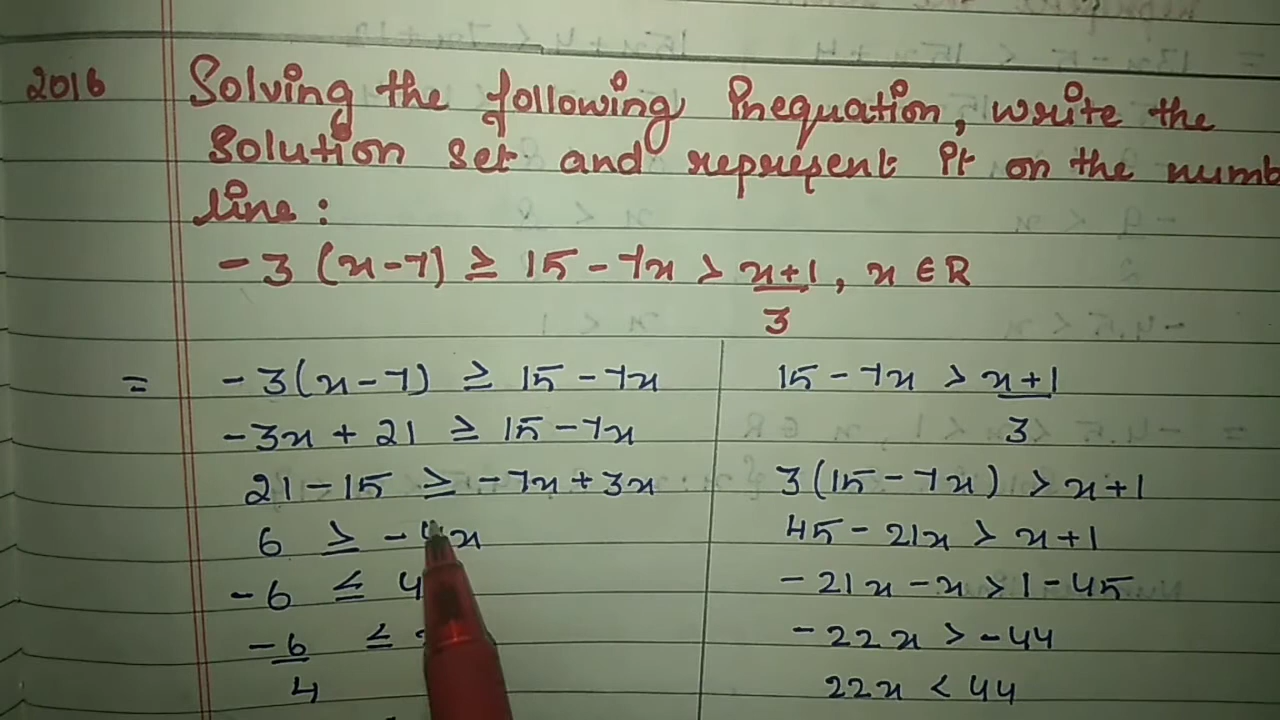 2016 Solving the following Inequation, write the
Solution set and represent it on the numb
line:
-3 (x-7) ≥ 15 - 7x > x+1/3, x ∈ R
= -3(x-7) ≥ 15 - 7x
-3x + 21 ≥ 15 - 7x
21 - 15 ≥ -7x + 3x
6 ≥ -4x
-6 ≤ 4
-6/4 ≤
15 - 7x > x+1/3
3(15 - 7x) > x+1
45 - 21x > x+1
-21x - x > 1 - 45
-22x > -44
22x < 44